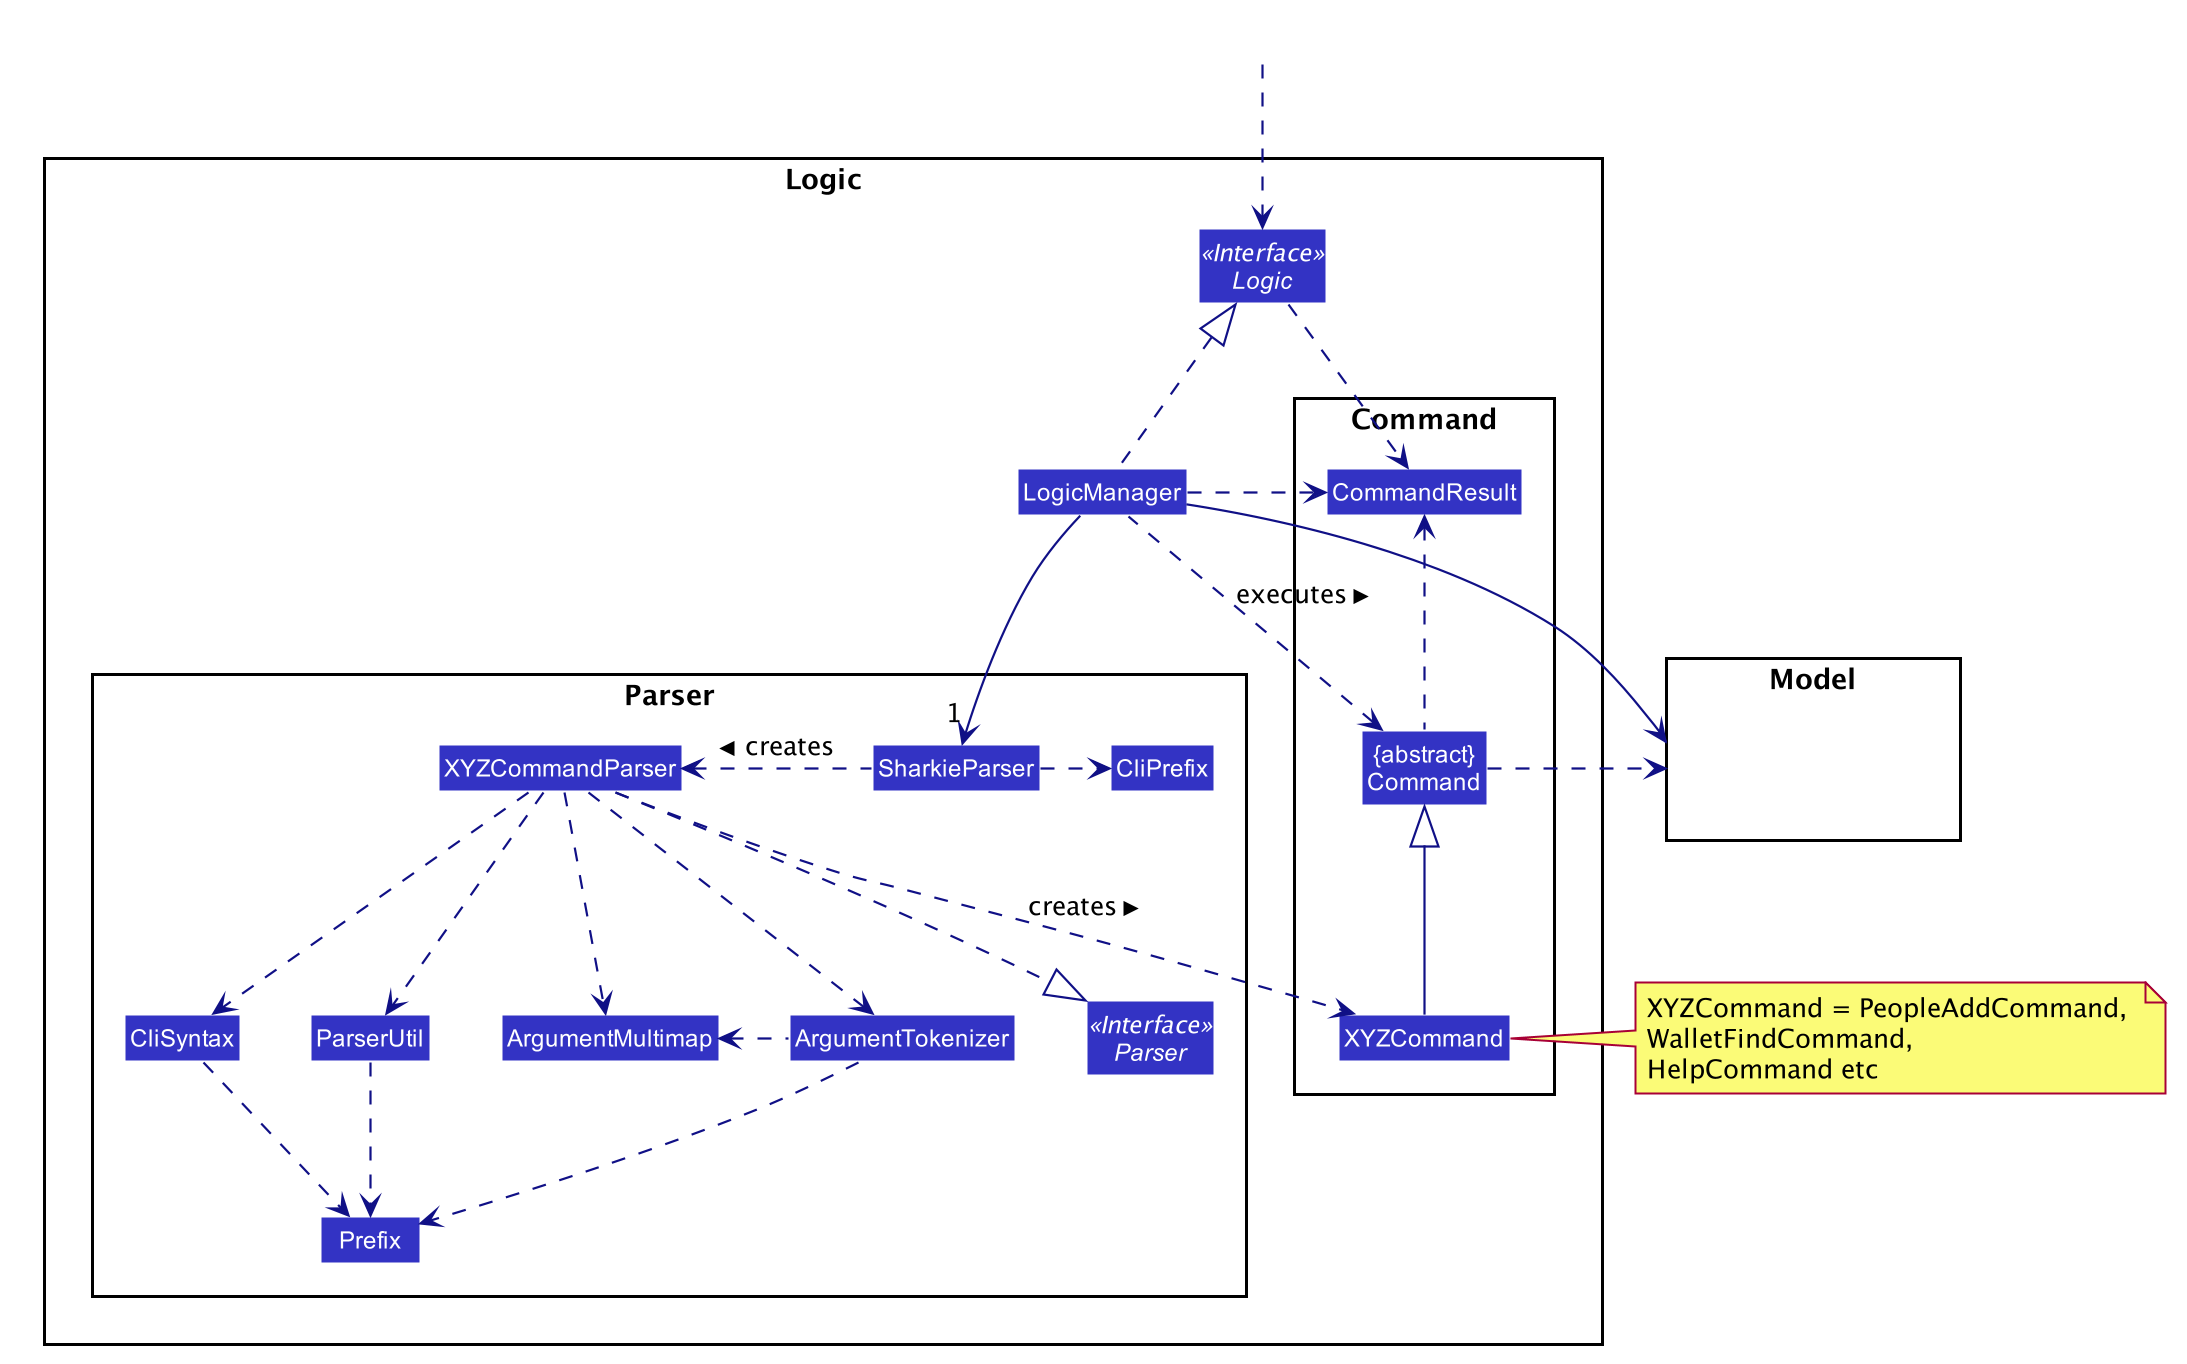 Logic
«Interface»
Logic
Command
LogicManager
CommandResult
executes ►
Parser
Model
1
◄ creates
XYZCommandParser
SharkieParser
CliPrefix
{abstract}
Command
creates ►
CliSyntax
ParserUtil
ArgumentMultimap
ArgumentTokenizer
«Interface»
Parser
XYZCommand
XYZCommand = PeopleAddCommand,
WalletFindCommand,
HelpCommand etc
Prefix